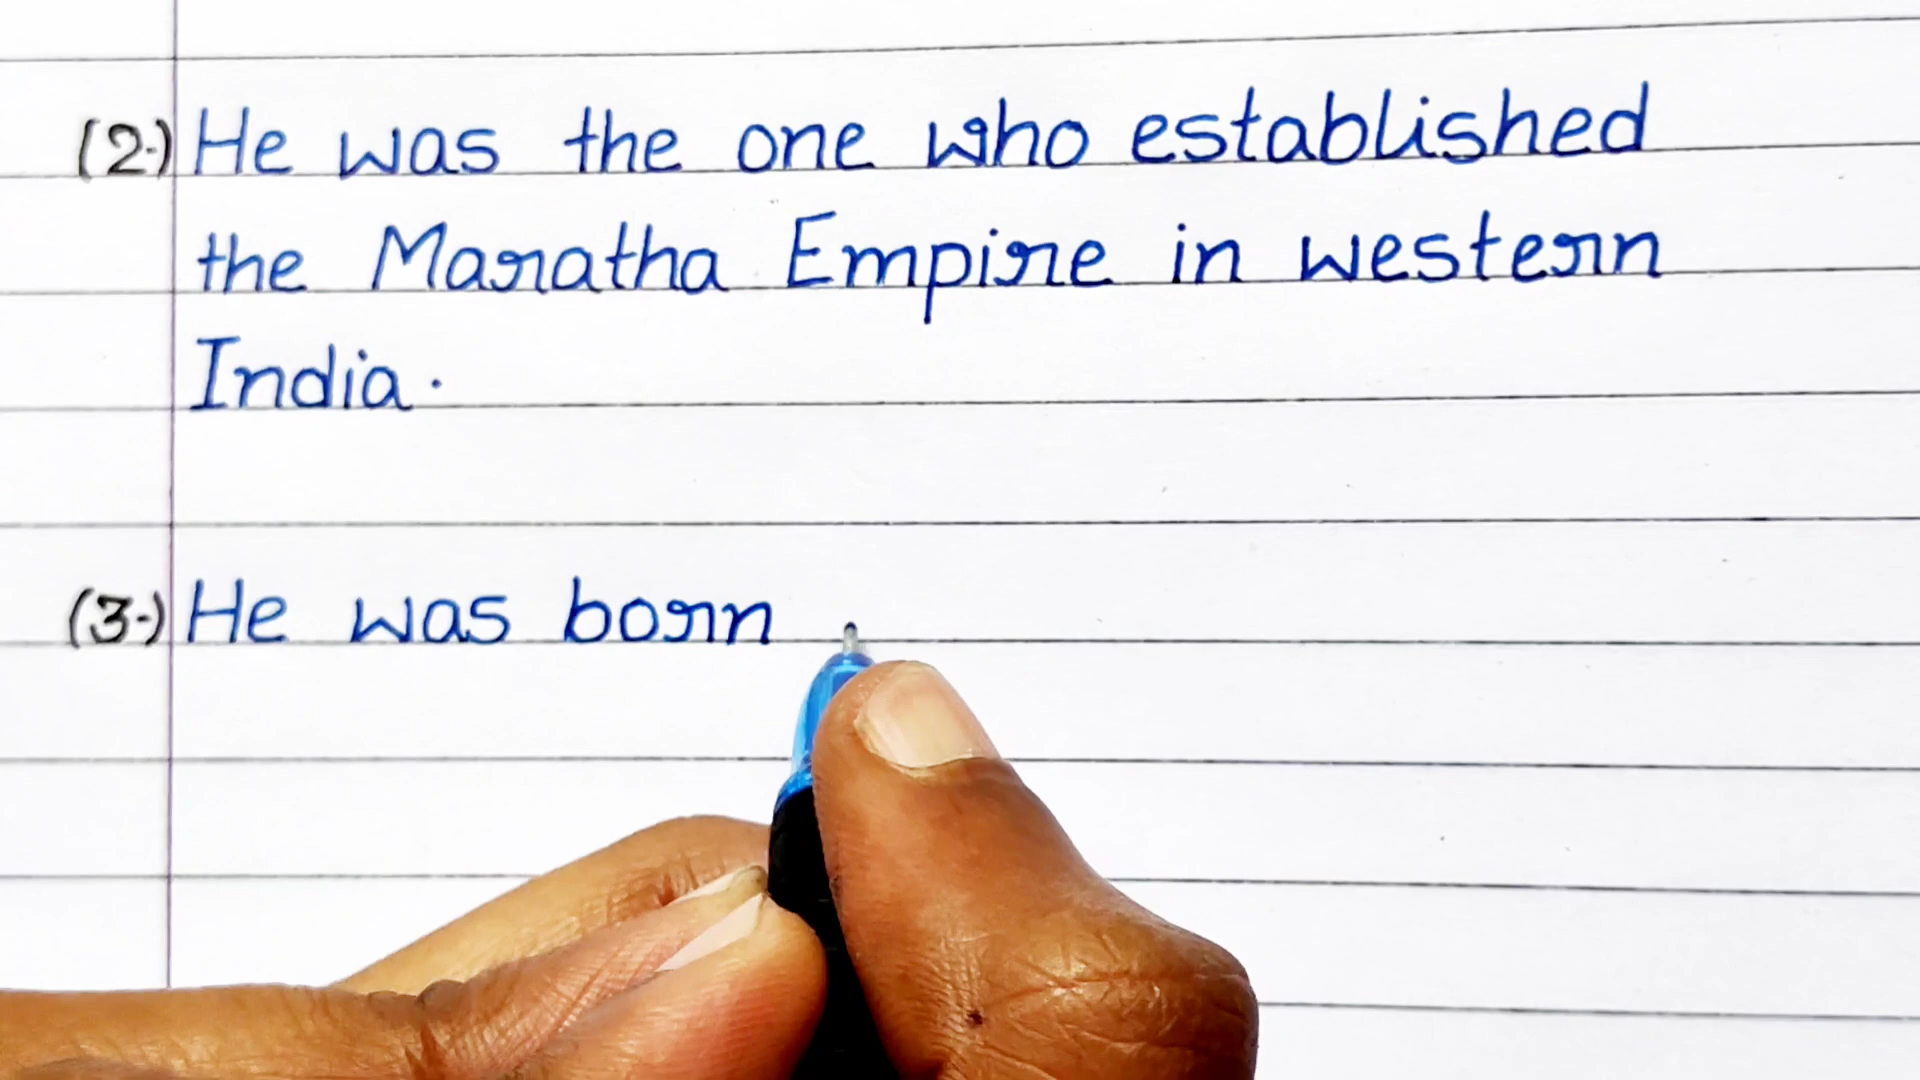 (2.) He was the one who established
the Maratha Empire in western
India.
(3.) He was born